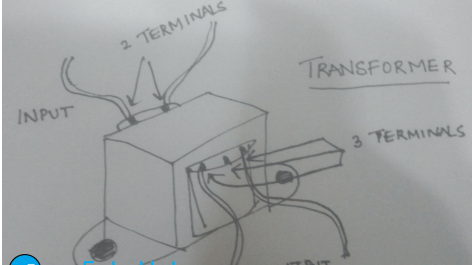 2 TERMINALS
TRANSFORMER
INPUT
3 TERMINALS